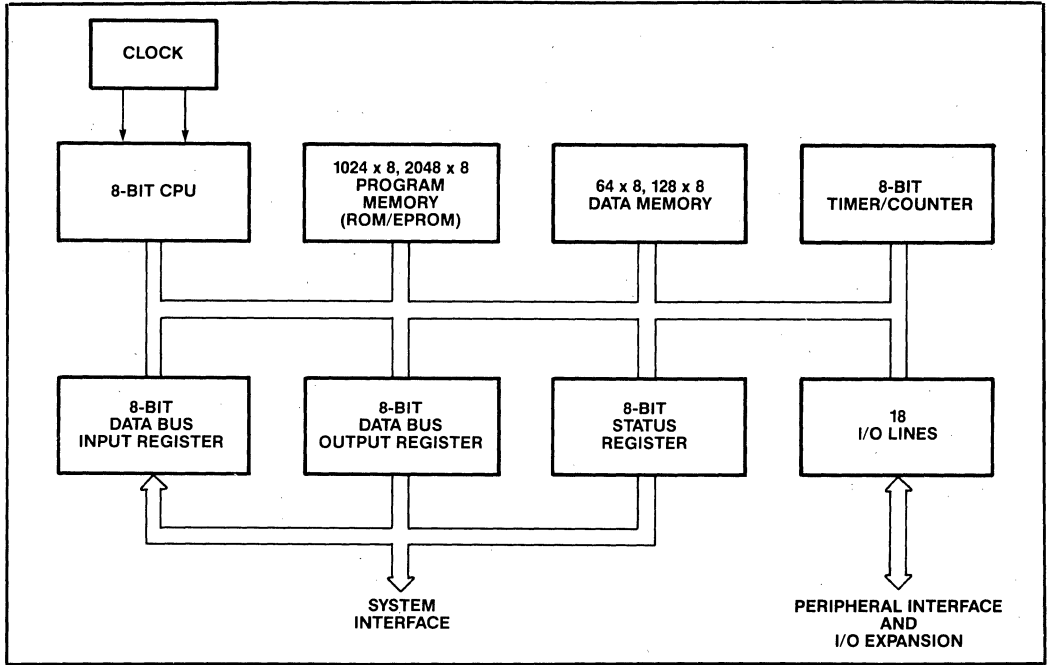 CLOCK
8-BIT CPU
1024 x 8, 2048 x 8
PROGRAM
MEMORY
(ROM/EPROM)
64 x 8, 128 x 8
DATA MEMORY
8-BIT
TIMER/COUNTER
8-BIT
DATA BUS
INPUT REGISTER
8-BIT
DATA BUS
OUTPUT REGISTER
8-BIT
STATUS
REGISTER
18
I/O LINES
SYSTEM
INTERFACE
PERIPHERAL INTERFACE
AND
I/O EXPANSION